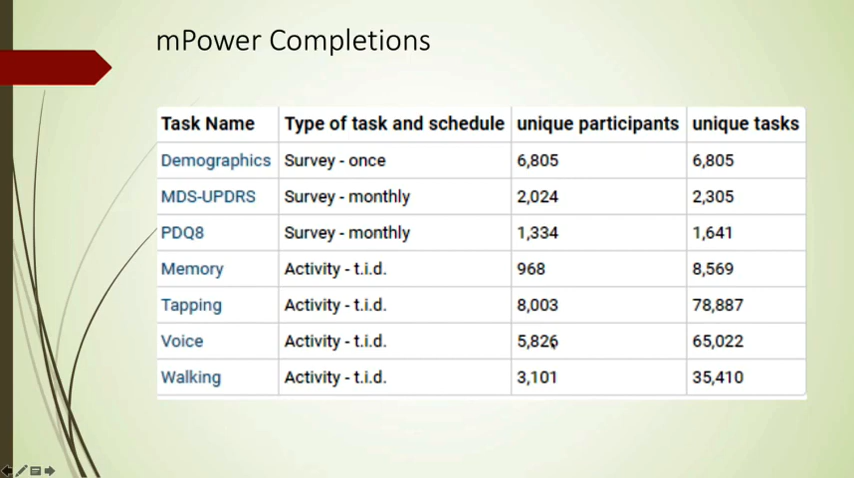 mPower Completions
Task Name Type of task and schedule unique participants unique tasks
Demographics Survey - once 6,805 6,805
MDS-UPDRS Survey - monthly 2,024 2,305
PDQ8 Survey - monthly 1,334 1,641
Memory Activity - t.i.d. 968 8,569
Tapping Activity - t.i.d. 8,003 78,887
Voice Activity - t.i.d. 5,826 65,022
Walking Activity - t.i.d. 3,101 35,410